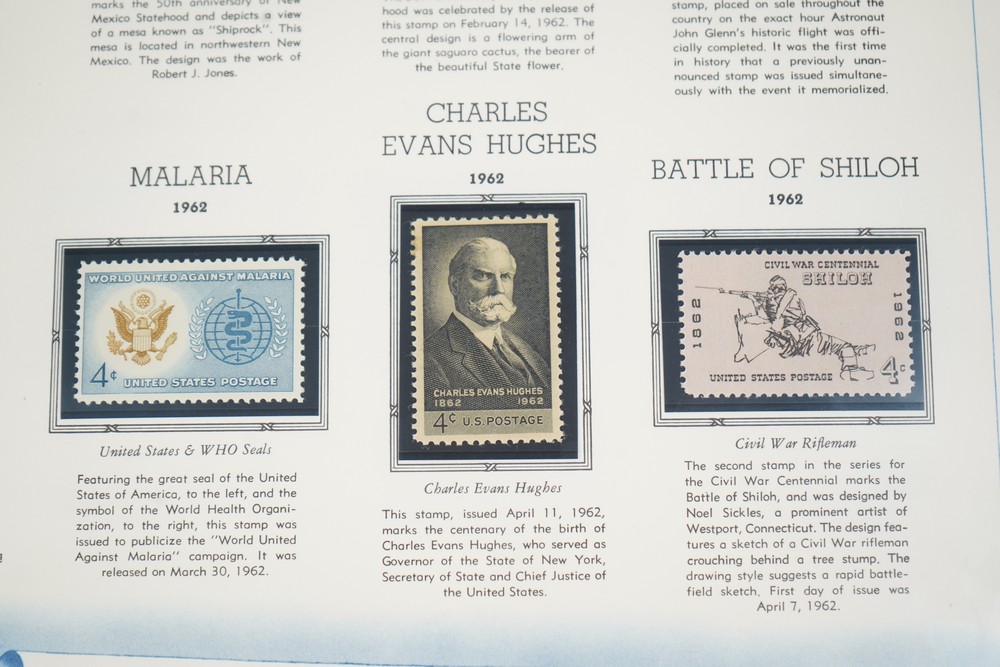 marks the 50th anniversary of New
Mexico Statehood and depicts a view
of a mesa known as "Shiprock". This
mesa is located in northwestern New
Mexico. The design was the work of
Robert J. Jones.
hood was celebrated by the release of
this stamp on February 14, 1962. The
central design is a flowering arm of
the giant saguaro cactus, the bearer of
the beautiful State flower.
stamp, placed on sale throughout the
country on the exact hour Astronaut
John Glenn's historic flight was offi-
cially completed. It was the first time
in history that a previously unan-
nounced stamp was issued simultane-
ously with the event it memorialized.
MALARIA
1962
WORLD UNITED AGAINST MALARIA
4¢
UNITED STATES POSTAGE
United States & WHO Seals
Featuring the great seal of the United
States of America, to the left, and the
symbol of the World Health Organi-
zation, to the right, this stamp was
issued to publicize the "World United
Against Malaria" campaign. It was
released on March 30, 1962.
CHARLES
EVANS HUGHES
1962
CHARLES EVANS HUGHES
1862 1962
4¢ U.S. POSTAGE
Charles Evans Hughes
This stamp, issued April 11, 1962,
marks the centenary of the birth of
Charles Evans Hughes, who served as
Governor of the State of New York,
Secretary of State and Chief Justice of
the United States.
BATTLE OF SHILOH
1962
CIVIL WAR CENTENNIAL
SHILOH
1862
1962
UNITED STATES POSTAGE
4c
Civil War Rifleman
The second stamp in the series for
the Civil War Centennial marks the
Battle of Shiloh, and was designed by
Noel Sickles, a prominent artist of
Westport, Connecticut. The design fea-
tures a sketch of a Civil War rifleman
crouching behind a tree stump. The
drawing style suggests a rapid battle-
field sketch. First day of issue was
April 7, 1962.